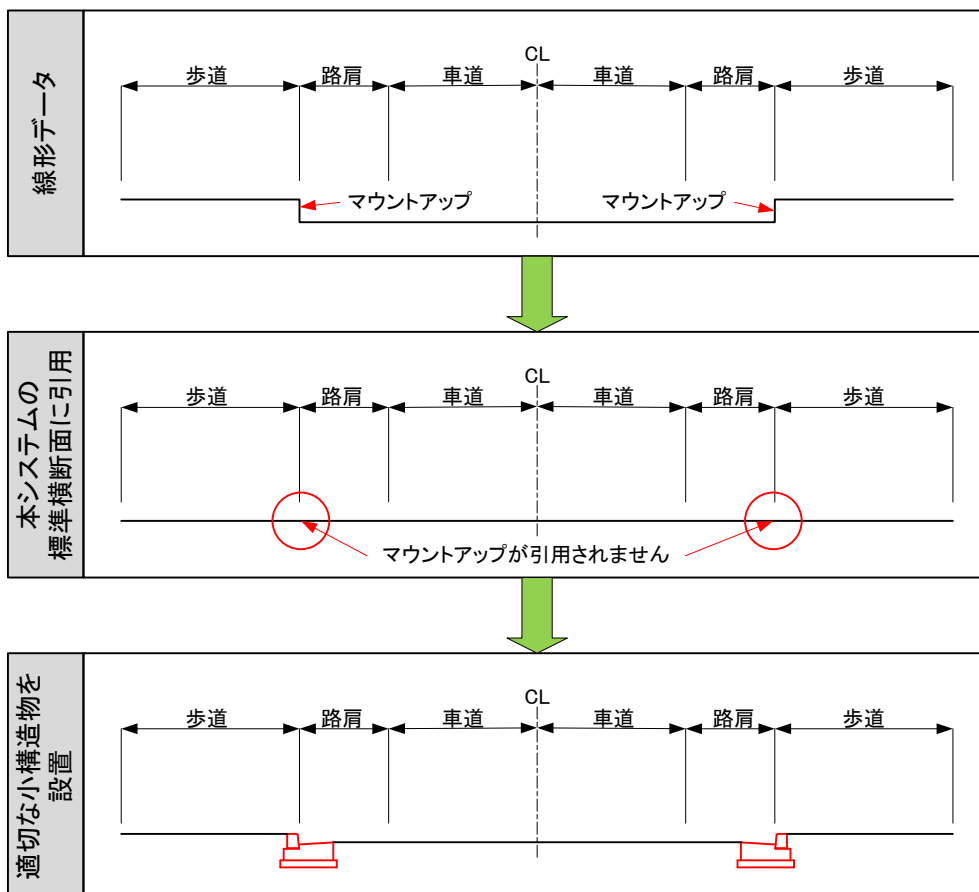 線形データ
CL
歩道 路肩 車道 車道 路肩 歩道
マウントアップ マウントアップ
本システムの
標準横断面に引用
CL
歩道 路肩 車道 車道 路肩 歩道
マウントアップが引用されません
適切な小構造物を
設置
CL
歩道 路肩 車道 車道 路肩 歩道